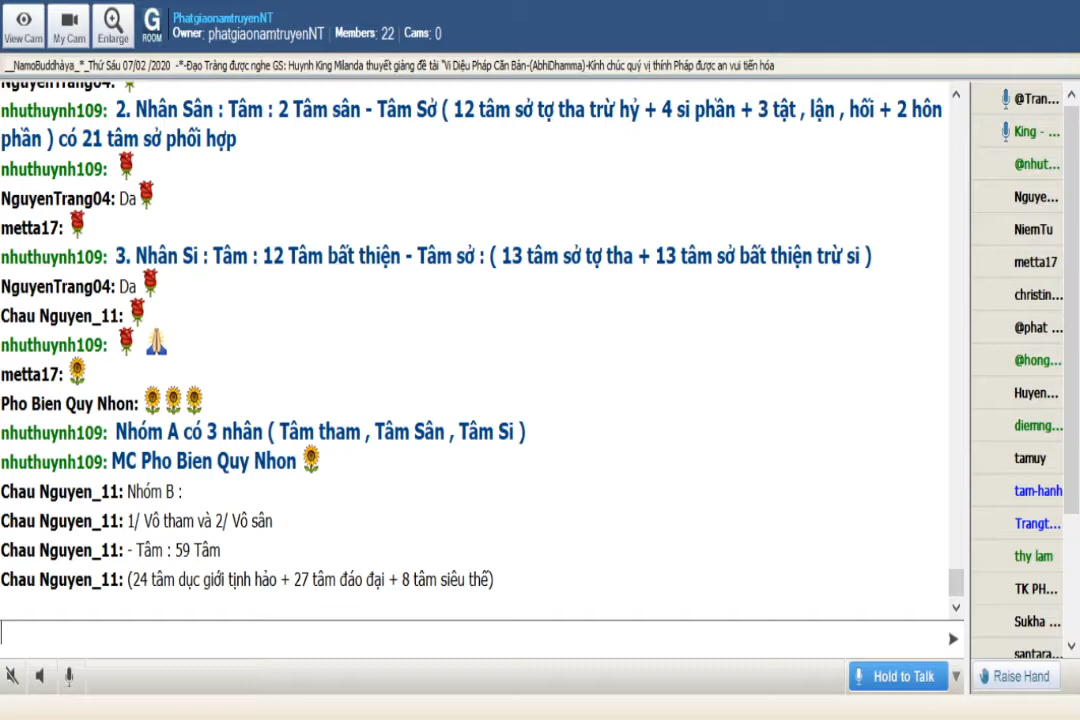 View Cam
My Cam
Enlarge
G
ROOM
PhatgiaonamtruyenNT
Owner: phatgiaonamtruyenNT | Members: 22 | Cams: 0
__NamoBuddhàya_*_Thứ Sáu 07/02 /2020 -*-Đạo Tràng được nghe GS: Huynh King Milanda thuyết giảng đề tài "Vi Diệu Pháp Căn Bản-(AbhiDhamma)-Kính chúc quý vị thính Pháp được an vui tiến hóa
NguyenTrang04:
nhuthuynh109: 2. Nhân Sân : Tâm : 2 Tâm sân - Tâm Sở ( 12 tâm sở tợ tha trừ hỷ + 4 si phần + 3 tật , lận , hối + 2 hôn
phần ) có 21 tâm sở phối hợp
nhuthuynh109:
NguyenTrang04: Da
metta17:
nhuthuynh109: 3. Nhân Si : Tâm : 12 Tâm bất thiện - Tâm sở : ( 13 tâm sở tợ tha + 13 tâm sở bất thiện trừ si )
NguyenTrang04: Da
Chau Nguyen_11:
nhuthuynh109:
metta17:
Pho Bien Quy Nhon:
nhuthuynh109: Nhóm A có 3 nhân ( Tâm tham , Tâm Sân , Tâm Si )
nhuthuynh109: MC Pho Bien Quy Nhon
Chau Nguyen_11: Nhóm B :
Chau Nguyen_11: 1/ Vô tham và 2/ Vô sân
Chau Nguyen_11: - Tâm : 59 Tâm
Chau Nguyen_11: (24 tâm dục giới tịnh hảo + 27 tâm đáo đại + 8 tâm siêu thế)
@Tran...
King - ...
@nhut...
Nguye...
NiemTu
metta17
christin...
@phat ...
@hong...
Huyen...
diemng...
tamuy
tam-hanh
Trangt...
thy lam
TK PH...
Sukha ...
santara...
Hold to Talk
Raise Hand